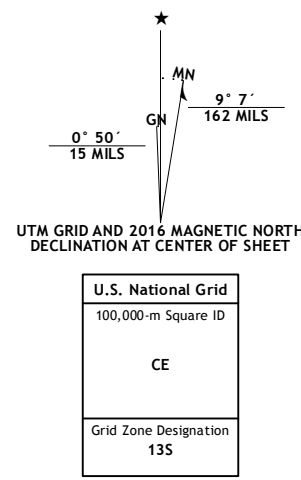 ★
MN
GN
9° 7´
162 MILS
0° 50´
15 MILS
UTM GRID AND 2016 MAGNETIC NORTH
DECLINATION AT CENTER OF SHEET
U.S. National Grid
100,000-m Square ID
CE
Grid Zone Designation
13S